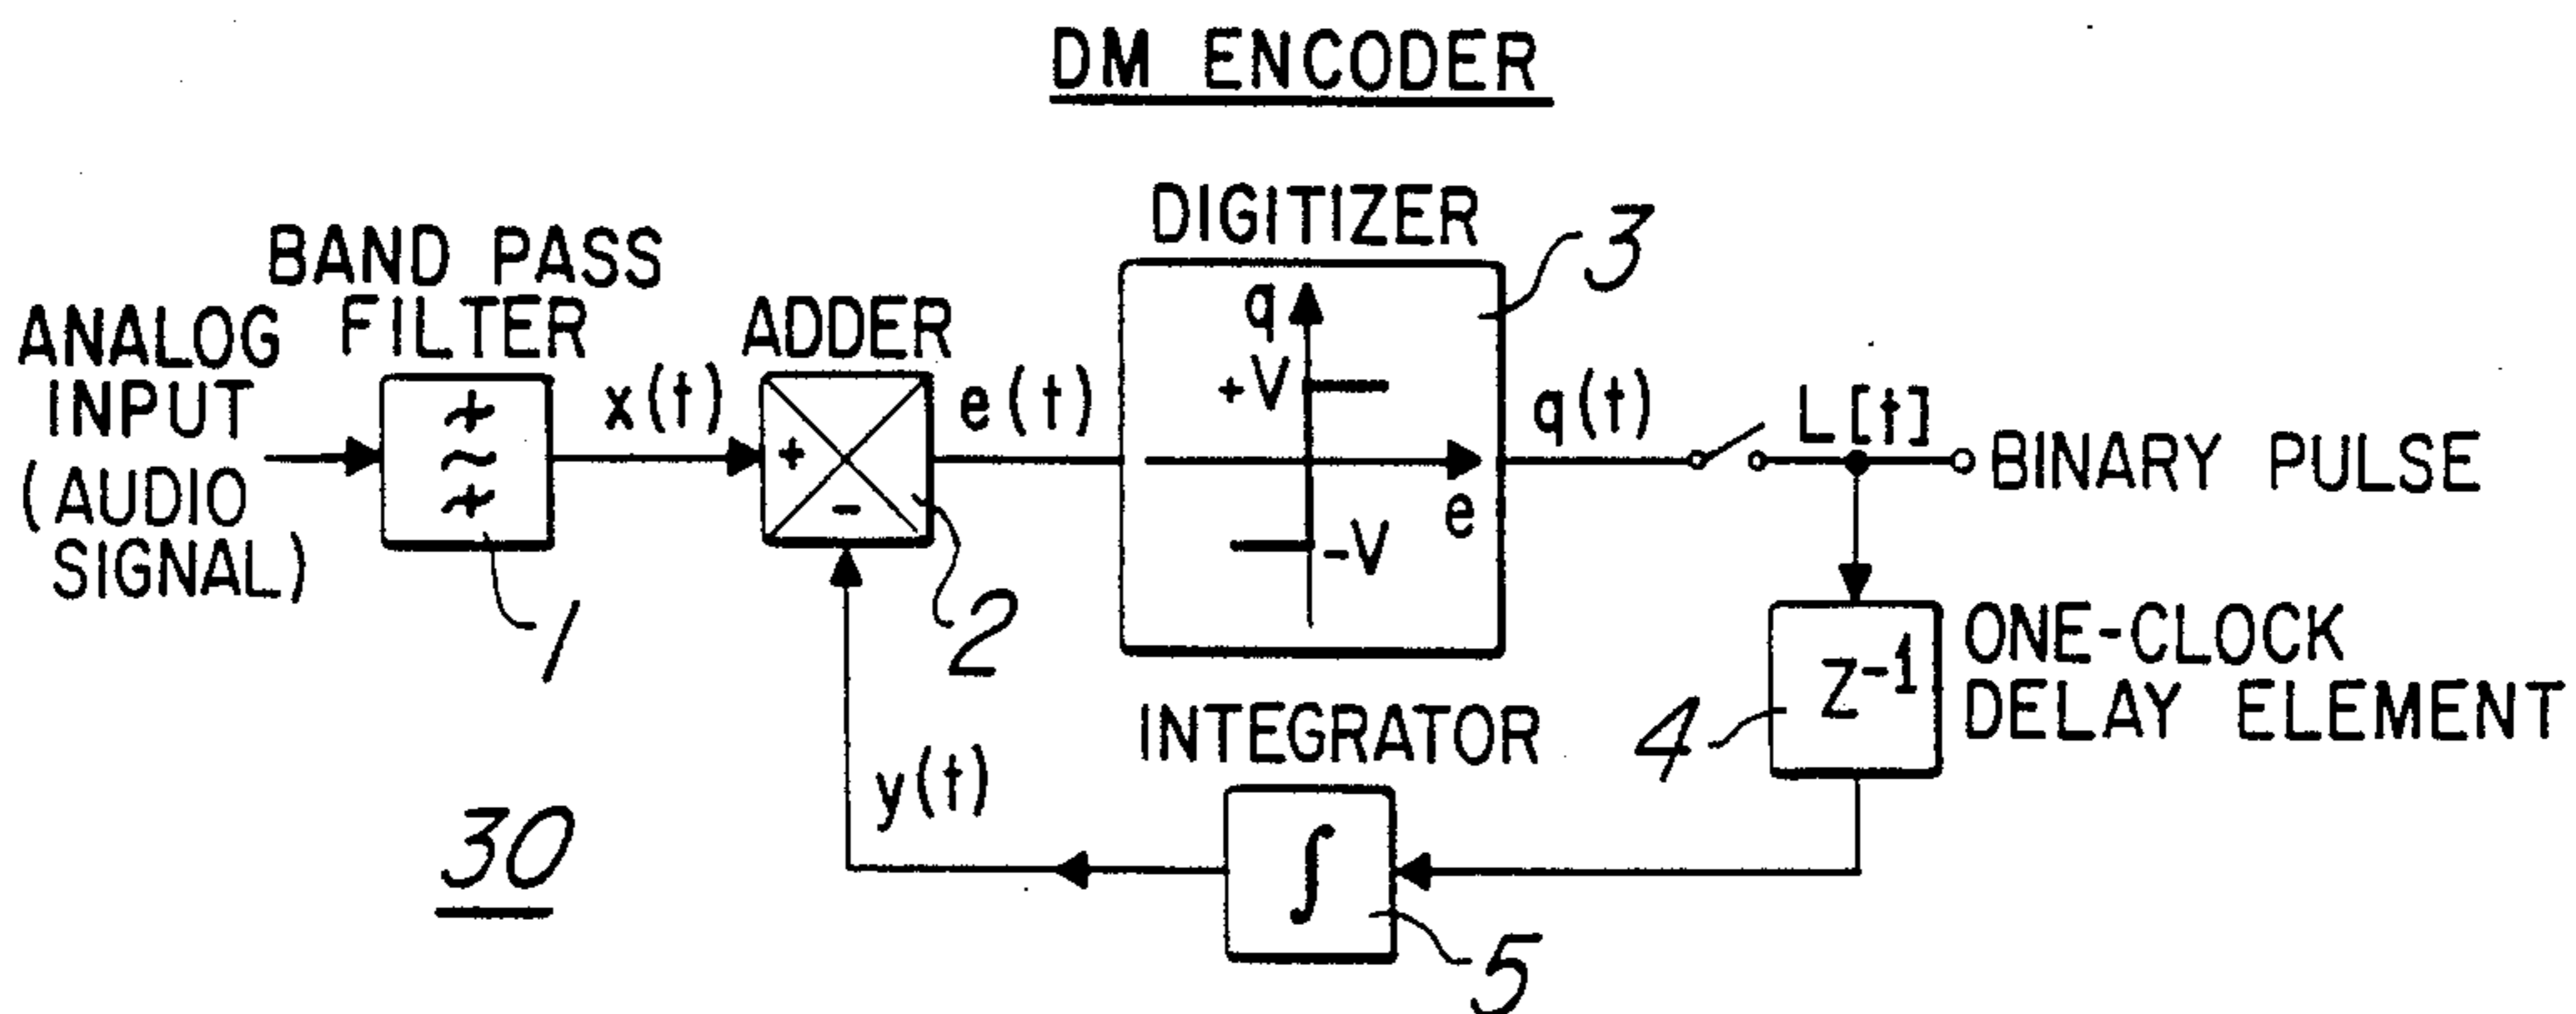 DM ENCODER
ANALOG
INPUT
(AUDIO
SIGNAL)
BAND PASS
FILTER
1
x(t)
ADDER
+
-
2
e(t)
DIGITIZER
q
+V
e
-V
3
q(t)
L[t]
BINARY PULSE
Z-1
4
ONE-CLOCK
DELAY ELEMENT
INTEGRATOR
∫
5
y(t)
30